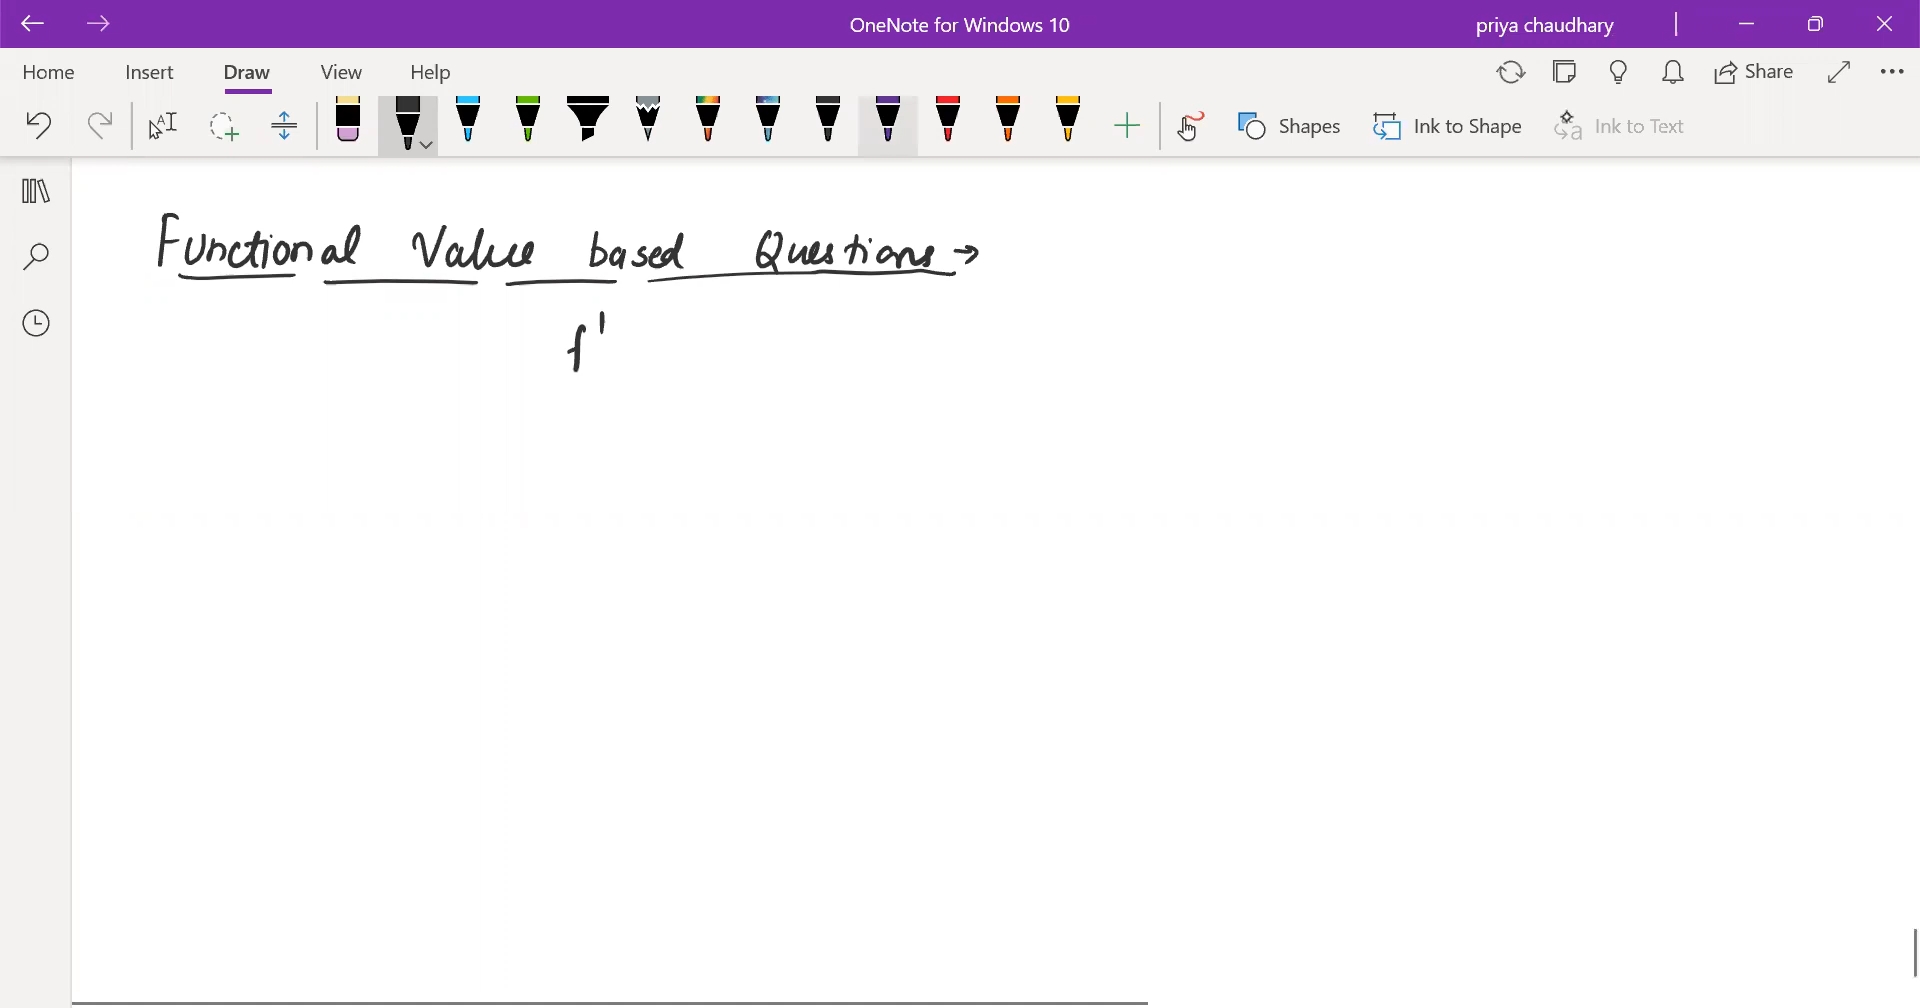 OneNote for Windows 10
priya chaudhary
Home Insert Draw View Help
Share
Shapes Ink to Shape Ink to Text
Functional Value based Questions →
f'